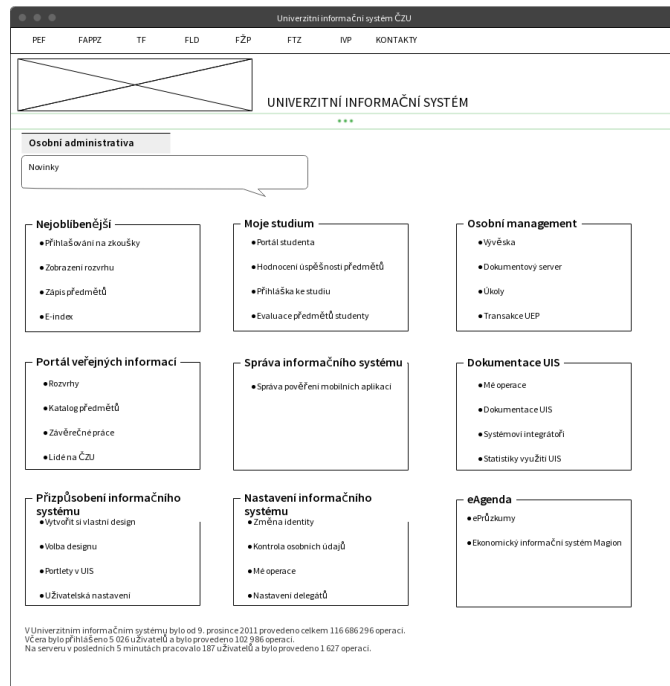 Univerzitní informační systém ČZU
PEF FAPPZ TF FLD FŽP FTZ IVP KONTAKTY
UNIVERZITNÍ INFORMAČNÍ SYSTÉM
Osobní administrativa
Novinky
Nejoblíbenější
Přihlašování na zkoušky
Zobrazení rozvrhu
Zápis předmětů
E-index
Moje studium
Portál studenta
Hodnocení úspěšnosti předmětů
Přihláška ke studiu
Evaluace předmětů studenty
Osobní management
Vývěska
Dokumentový server
Úkoly
Transakce UEP
Portál veřejných informací
Rozvrhy
Katalog předmětů
Závěrečné práce
Lidé na ČZU
Správa informačního systému
Správa pověření mobilních aplikací
Dokumentace UIS
Mé operace
Dokumentace UIS
Systémoví integrátoři
Statistiky využití UIS
Přizpůsobení informačního
systému
Vytvořit si vlastní design
Volba designu
Portlety v UIS
Uživatelská nastavení
Nastavení informačního
systému
Změna identity
Kontrola osobních údajů
Mé operace
Nastavení delegátů
eAgenda
ePrůzkumy
Ekonomický informační systém Magion
V Univerzitním informačním systému bylo od 9. prosince 2011 provedeno celkem 116 686 296 operací.
Včera bylo přihlášeno 5 026 uživatelů a bylo provedeno 102 986 operací.
Na serveru v posledních 5 minutách pracovalo 187 uživatelů a bylo provedeno 1 627 operací.